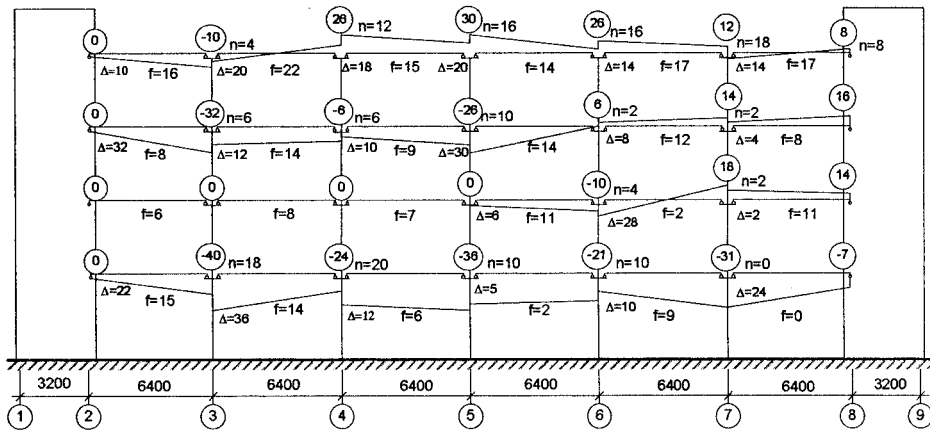 0 -10 26 30 26 12 8
n=4 n=12 n=16 n=16 n=18 n=8
Δ=10 f=16 Δ=20 f=22 Δ=18 f=15 Δ=20 f=14 Δ=14 f=17 Δ=14 f=17
0 -32 -6 -26 6 14 16
n=6 n=6 n=10 n=2 n=2
Δ=32 f=8 Δ=12 f=14 Δ=10 f=9 Δ=30 f=14 Δ=8 f=12 Δ=4 f=8
0 0 0 0 -10 18 14
n=4 n=2
f=6 f=8 f=7 Δ=6 f=11 Δ=28 f=2 Δ=2 f=11
0 -40 -24 -36 -21 -31 -7
n=18 n=20 n=10 n=10 n=0
Δ=22 f=15 Δ=36 f=14 Δ=12 f=6 Δ=5 f=2 Δ=10 f=9 Δ=24 f=0
3200 6400 6400 6400 6400 6400 6400 3200
1 2 3 4 5 6 7 8 9